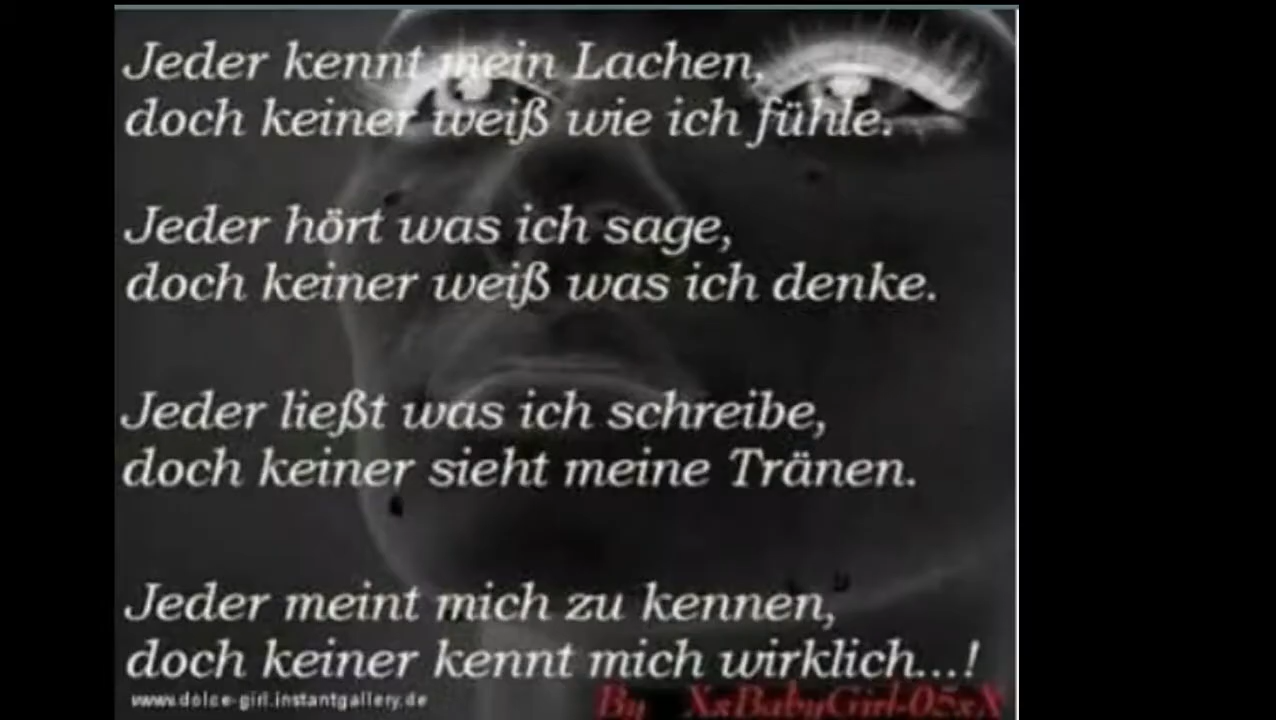 Jeder kennt mein Lachen,
doch keiner weiß wie ich fühle.
Jeder hört was ich sage,
doch keiner weiß was ich denke.
Jeder ließt was ich schreibe,
doch keiner sieht meine Tränen.
Jeder meint mich zu kennen,
doch keiner kennt mich wirklich...!
www.dolce-girl.instantgallery.de
By XxBabyGirl-05xX